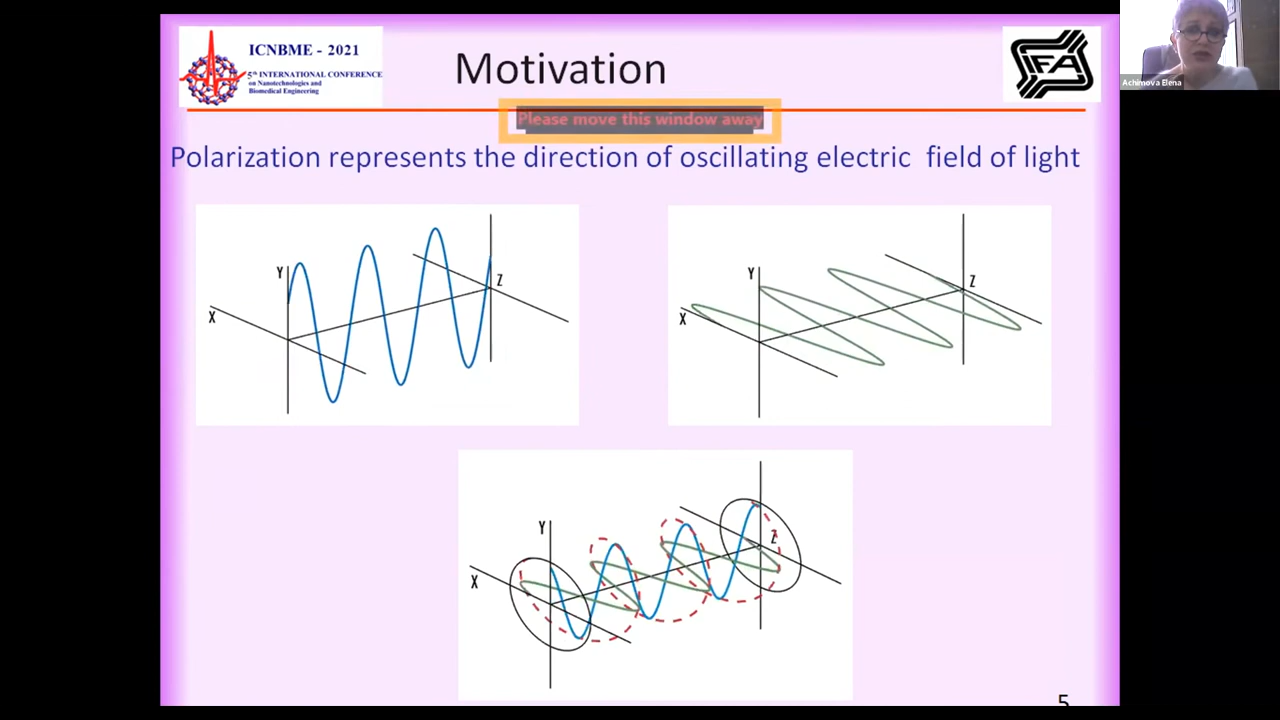 ICNBME - 2021
5th INTERNATIONAL CONFERENCE
on Nanotechnologies and
Biomedical Engineering
Motivation
IFA
Achimova Elena
Please move this window away
Polarization represents the direction of oscillating electric field of light
Y
X
Z
Y
X
Z
Y
X
Z
5